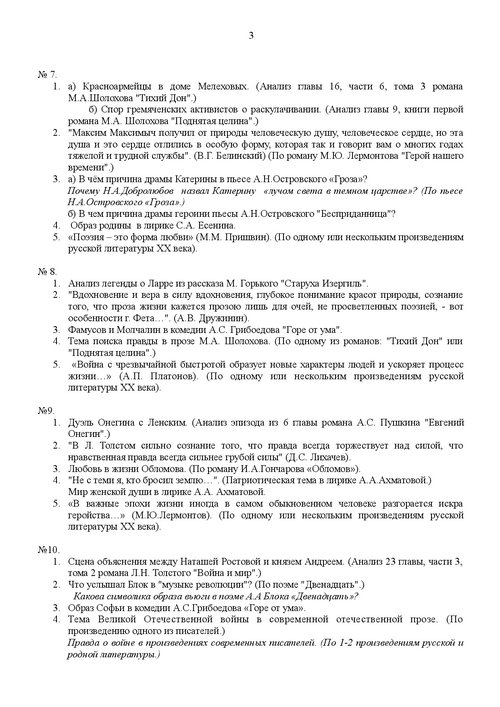 3
№ 7.
1. а) Красноармейцы в доме Мелеховых. (Анализ главы 16, части 6, тома 3 романа
М.А.Шолохова "Тихий Дон".)
б) Спор гремяченских активистов о раскулачивании. (Анализ главы 9, книги первой
романа М.А. Шолохова "Поднятая целина".)
2. "Максим Максимыч получил от природы человеческую душу, человеческое сердце, но эта
душа и это сердце отлились в особую форму, которая так и говорит вам о многих годах
тяжелой и трудной службы". (В.Г. Белинский) (По роману М.Ю. Лермонтова "Герой нашего
времени".)
3. а) В чём причина драмы Катерины в пьесе А.Н.Островского «Гроза»?
Почему Н.А.Добролюбов назвал Катерину «лучом света в темном царстве»? (По пьесе
Н.А.Островского «Гроза».)
б) В чем причина драмы героини пьесы А.Н.Островского "Бесприданница"?
4. Образ родины в лирике С.А. Есенина.
5. «Поэзия – это форма любви» (М.М. Пришвин). (По одному или нескольким произведениям
русской литературы XX века).
№ 8.
1. Анализ легенды о Ларре из рассказа М. Горького "Старуха Изергиль".
2. "Вдохновение и вера в силу вдохновения, глубокое понимание красот природы, сознание
того, что проза жизни кажется прозою лишь для очей, не просветленных поэзией, - вот
особенности г. Фета…". (А.В. Дружинин).
3. Фамусов и Молчалин в комедии А.С. Грибоедова "Горе от ума".
4. Тема поиска правды в прозе М.А. Шолохова. (По одному из романов: "Тихий Дон" или
"Поднятая целина".)
5. «Война с чрезвычайной быстротой образует новые характеры людей и ускоряет процесс
жизни…» (А.П. Платонов). (По одному или нескольким произведениям русской
литературы XX века).
№9.
1. Дуэль Онегина с Ленским. (Анализ эпизода из 6 главы романа А.С. Пушкина "Евгений
Онегин".)
2. "В Л. Толстом сильно сознание того, что правда всегда торжествует над силой, что
нравственная правда всегда сильнее грубой силы" (Д.С. Лихачев).
3. Любовь в жизни Обломова. (По роману И.А.Гончарова «Обломов»).
4. "Не с теми я, кто бросил землю…". (Патриотическая тема в лирике А.А.Ахматовой.)
Мир женской души в лирике А.А. Ахматовой.
5. «В важные эпохи жизни иногда в самом обыкновенном человеке разгорается искра
геройства…» (М.Ю.Лермонтов). (По одному или нескольким произведениям русской
литературы XX века).
№10.
1. Сцена объяснения между Наташей Ростовой и князем Андреем. (Анализ 23 главы, части 3,
тома 2 романа Л.Н. Толстого "Война и мир".)
2. Что услышал Блок в "музыке революции"? (По поэме "Двенадцать".)
Какова символика образа вьюги в поэме А.А Блока «Двенадцать»?
3. Образ Софьи в комедии А.С.Грибоедова «Горе от ума».
4. Тема Великой Отечественной войны в современной отечественной прозе. (По
произведению одного из писателей.)
Правда о войне в произведениях современных писателей. (По 1-2 произведениям русской и
родной литературы.)